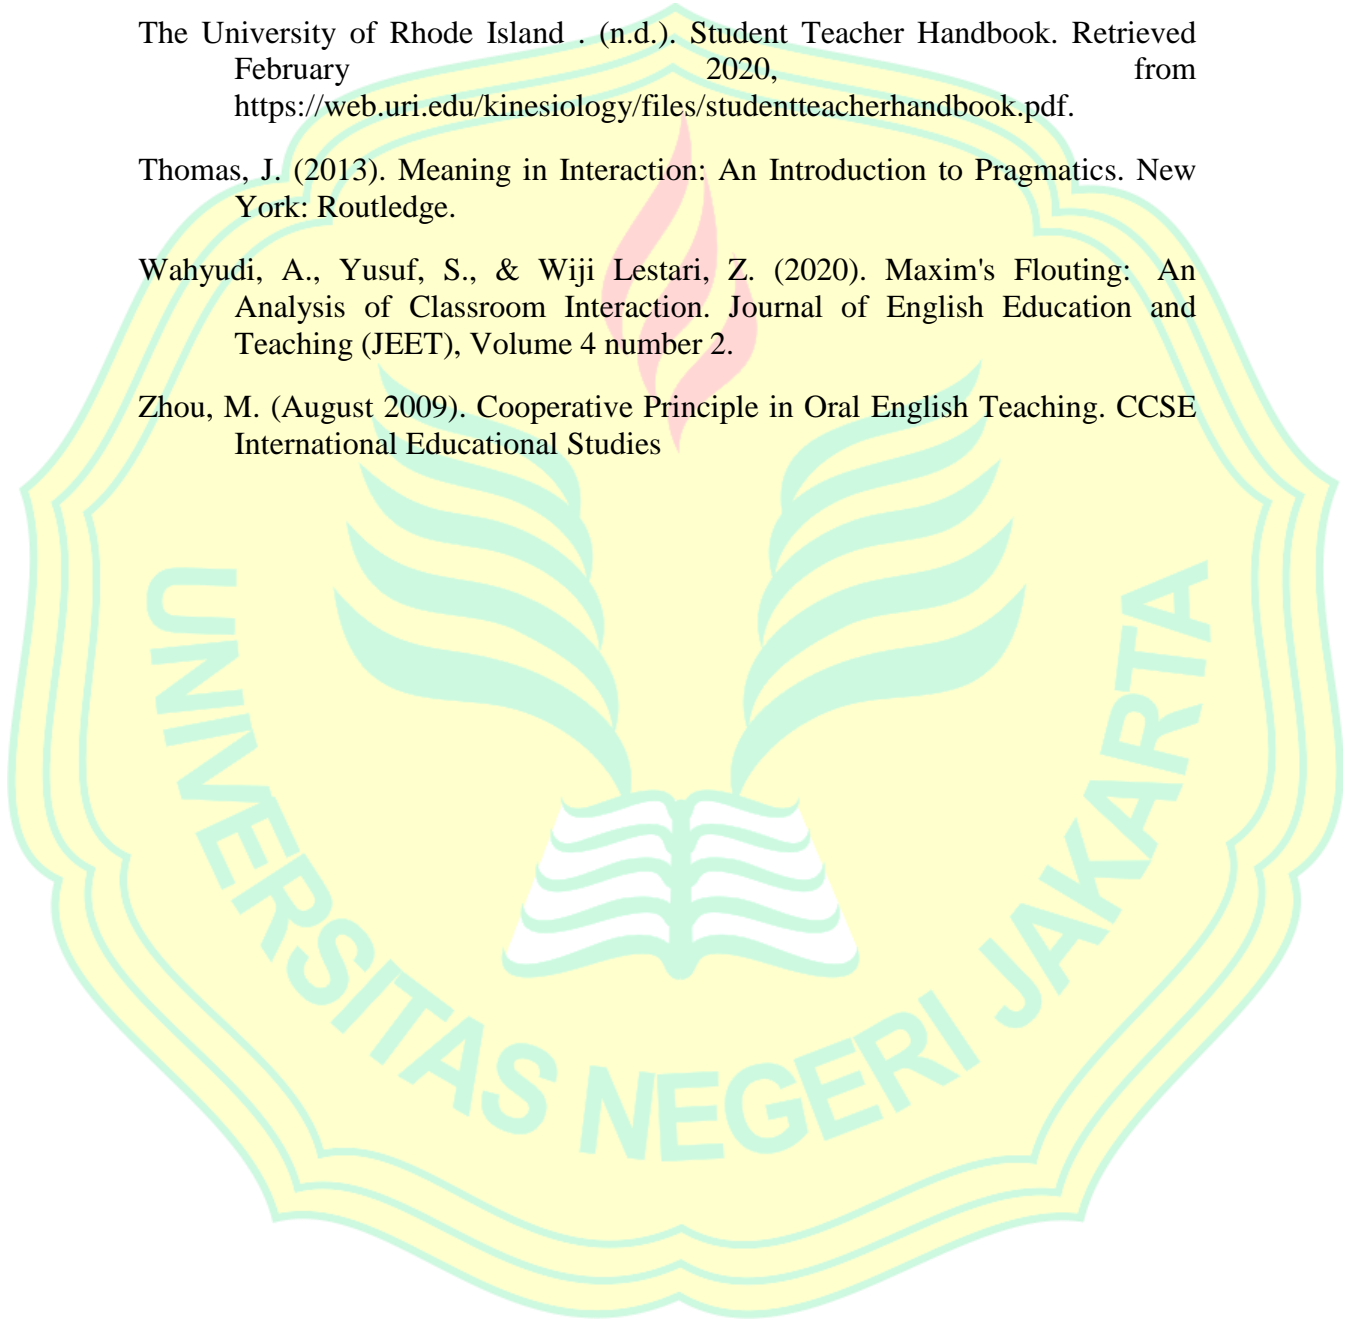 The University of Rhode Island . (n.d.). Student Teacher Handbook. Retrieved
February 2020, from
https://web.uri.edu/kinesiology/files/studentteacherhandbook.pdf.
Thomas, J. (2013). Meaning in Interaction: An Introduction to Pragmatics. New
York: Routledge.
Wahyudi, A., Yusuf, S., & Wiji Lestari, Z. (2020). Maxim's Flouting: An
Analysis of Classroom Interaction. Journal of English Education and
Teaching (JEET), Volume 4 number 2.
Zhou, M. (August 2009). Cooperative Principle in Oral English Teaching. CCSE
International Educational Studies
UNIVERSITAS NEGERI JAKARTA